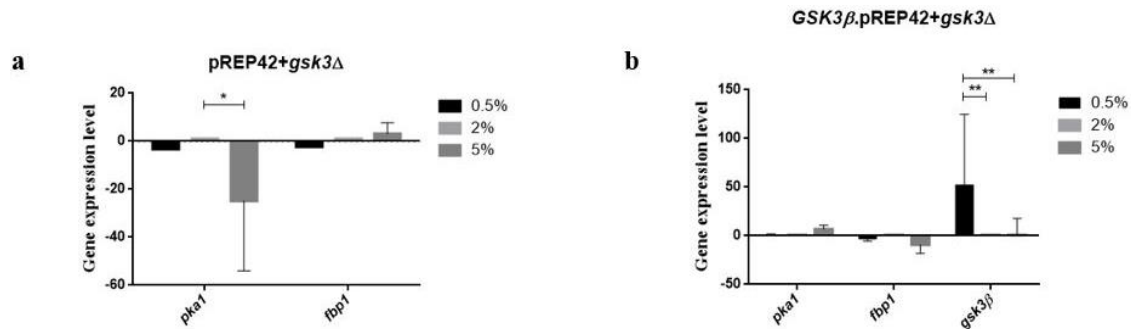 GSK3β.pREP42+gsk3Δ
a
pREP42+gsk3Δ
b
20
0
-20
-40
-60
Gene expression level
*
0.5%
2%
5%
pka1
fbp1
150
100
50
0
-50
Gene expression level
**
**
0.5%
2%
5%
pka1
fbp1
gsk3β